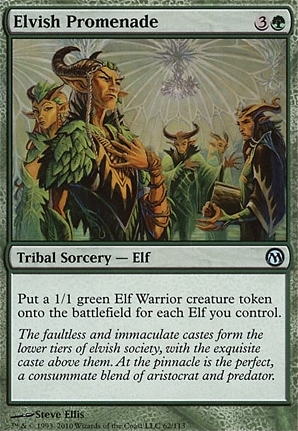 Elvish Promenade 3
Tribal Sorcery — Elf
Put a 1/1 green Elf Warrior creature token
onto the battlefield for each Elf you control.
The faultless and immaculate castes form the
lower tiers of elvish society, with the exquisite
caste above them. At the pinnacle is the perfect,
a consummate blend of aristocrat and predator.
Steve Ellis
™ & © 1993–2010 Wizards of the Coast LLC 62/113